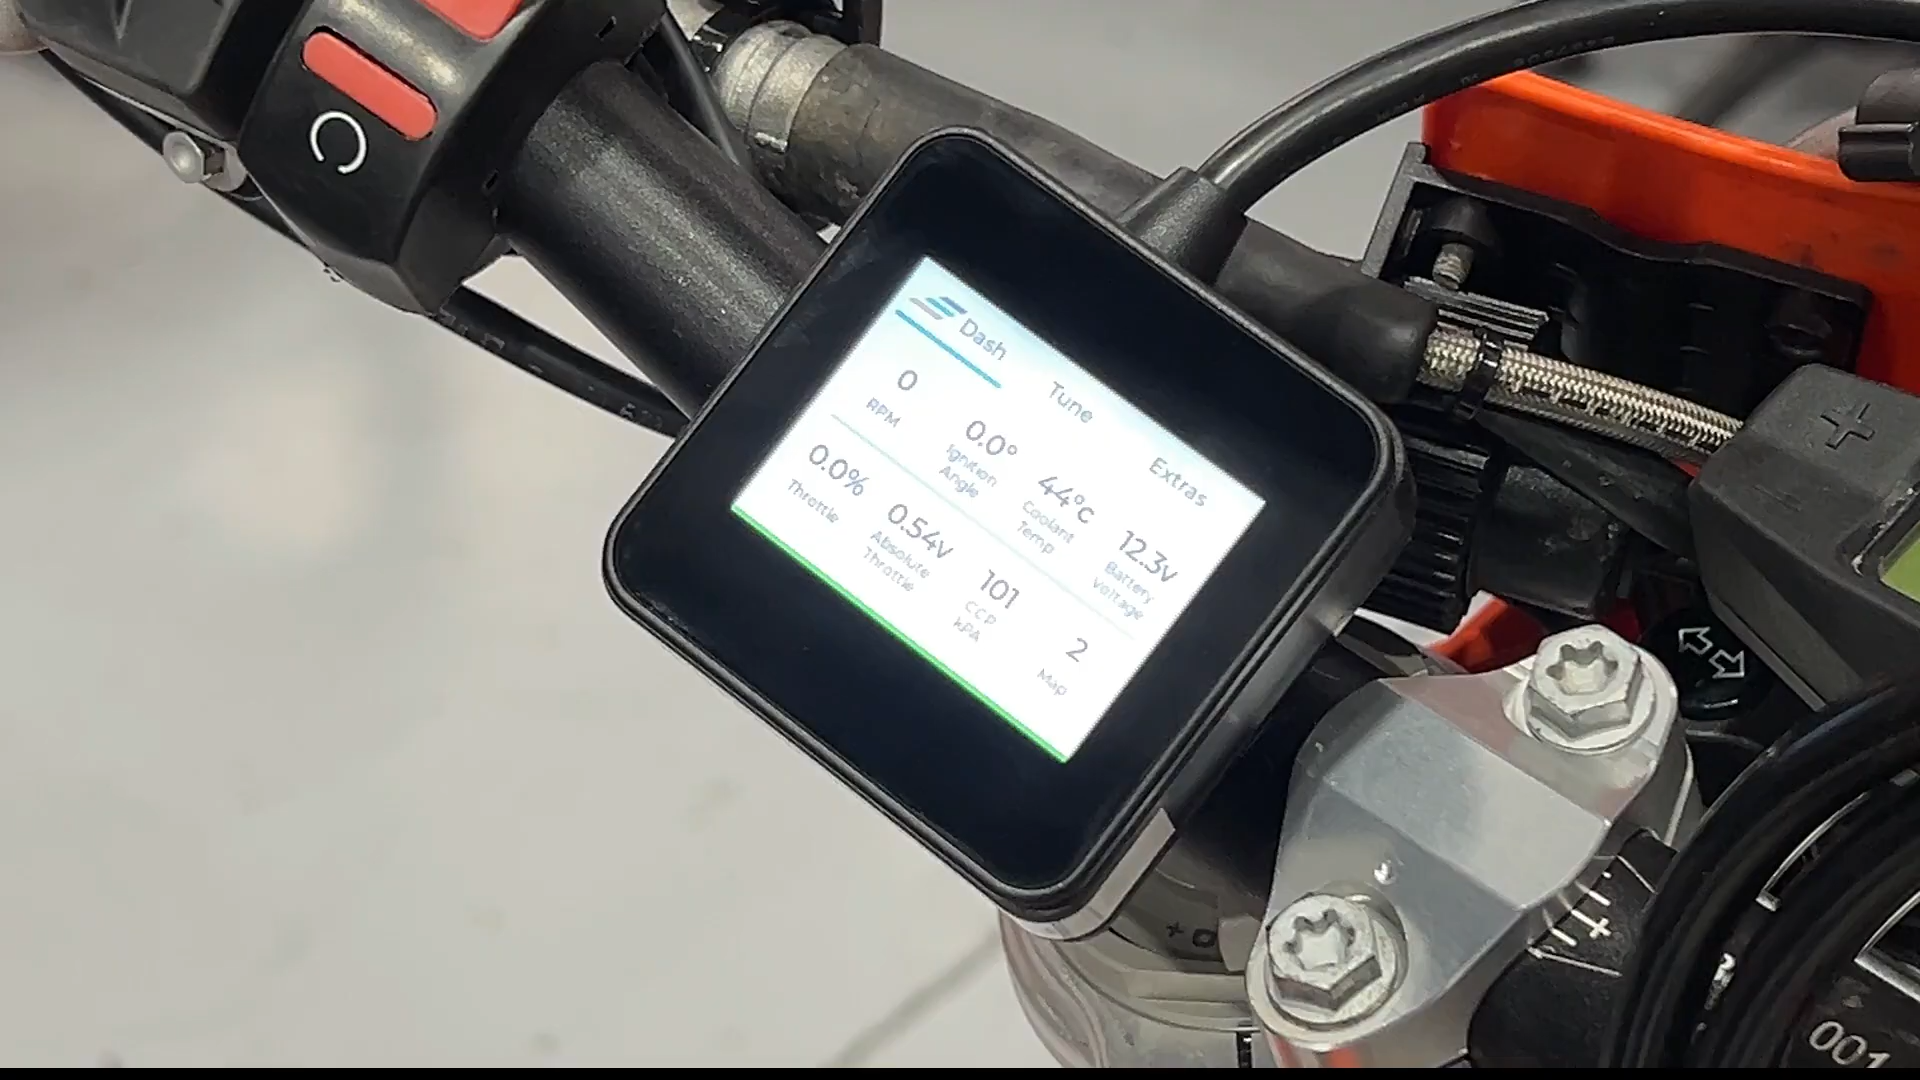 Dash Tune Extras
0 0.0° 44°C 12.3v
RPM Ignition Angle Coolant Temp Battery Voltage
0.0% 0.54v 101 2
Throttle Absolute Throttle CCP kPA Map
001